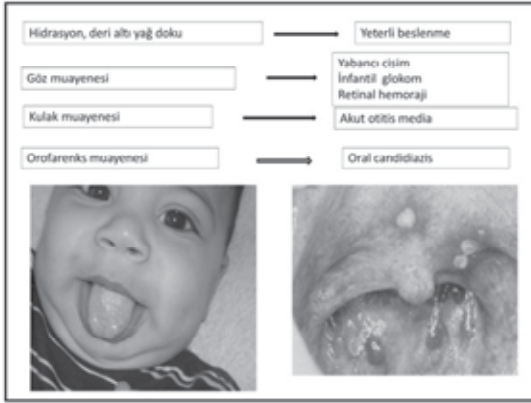 Hidrasyon, deri altı yağ doku
Yeterli beslenme
Göz muayenesi
Yabancı cisim
İnfantil glokom
Retinal hemoraji
Kulak muayenesi
Akut otitis media
Orofarenks muayenesi
Oral candidiazis